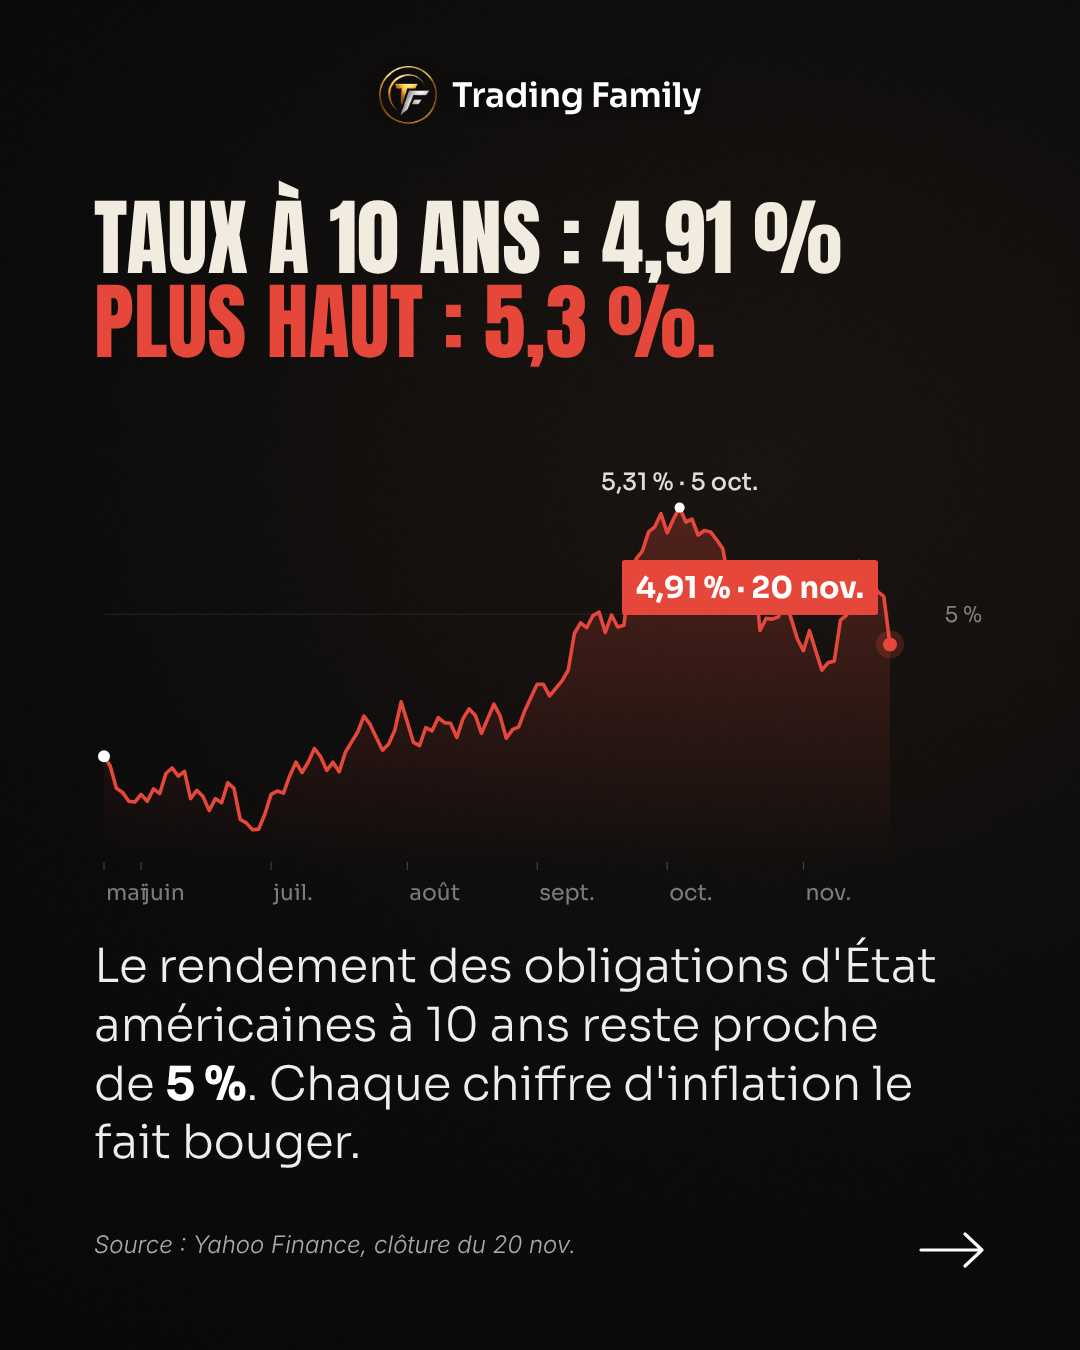 TF Trading Family
TAUX À 10 ANS : 4,91 %
PLUS HAUT : 5,3 %.
5,31 % · 5 oct.
4,91 % · 20 nov.
5 %
mai juin juil. août sept. oct. nov.
Le rendement des obligations d'État
américaines à 10 ans reste proche
de 5 %. Chaque chiffre d'inflation le
fait bouger.
Source : Yahoo Finance, clôture du 20 nov.